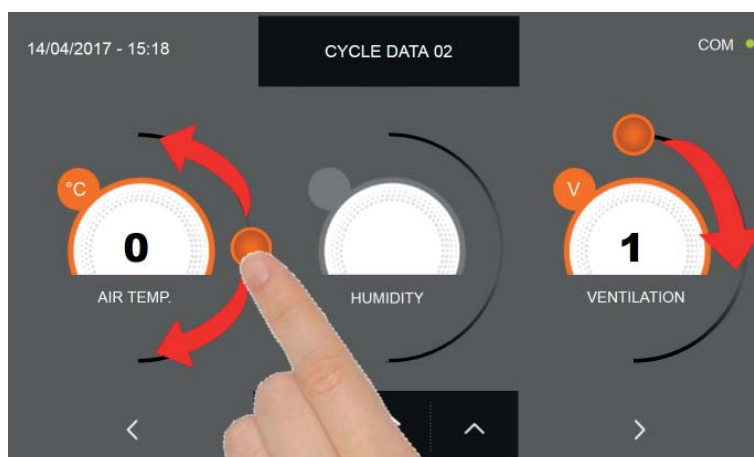 14/04/2017 - 15:18
CYCLE DATA 02
COM
°C
V
0
1
AIR TEMP.
HUMIDITY
VENTILATION